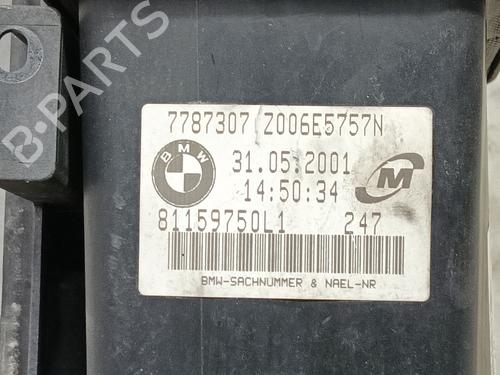 7787307 Z006E5757N
BMW
31.05.2001
M
14:50:34
81159750L1 247
BMW-SACHNUMMER & NAEL-NR
B-PARTS